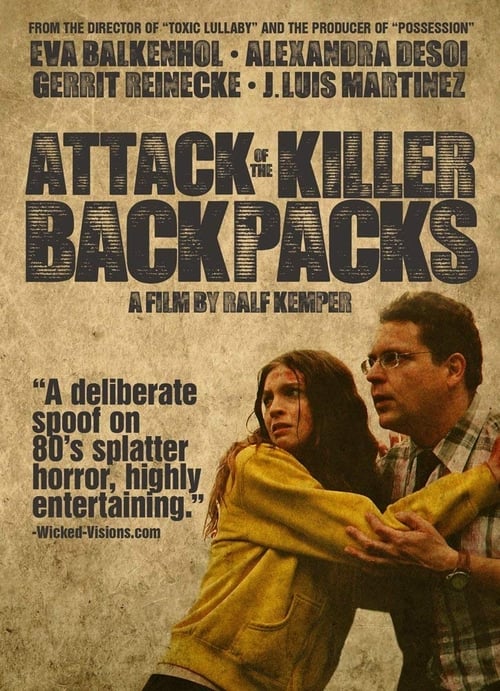 FROM THE DIRECTOR OF "TOXIC LULLABY" AND THE PRODUCER OF "POSSESSION"
EVA BALKENHOL • ALEXANDRA DESOI
GERRIT REINECKE • J. LUIS MARTINEZ
ATTACK OF THE KILLER
BACKPACKS
A FILM BY RALF KEMPER
“A deliberate
spoof on
80's splatter
horror, highly
entertaining.”
-Wicked-Visions.com